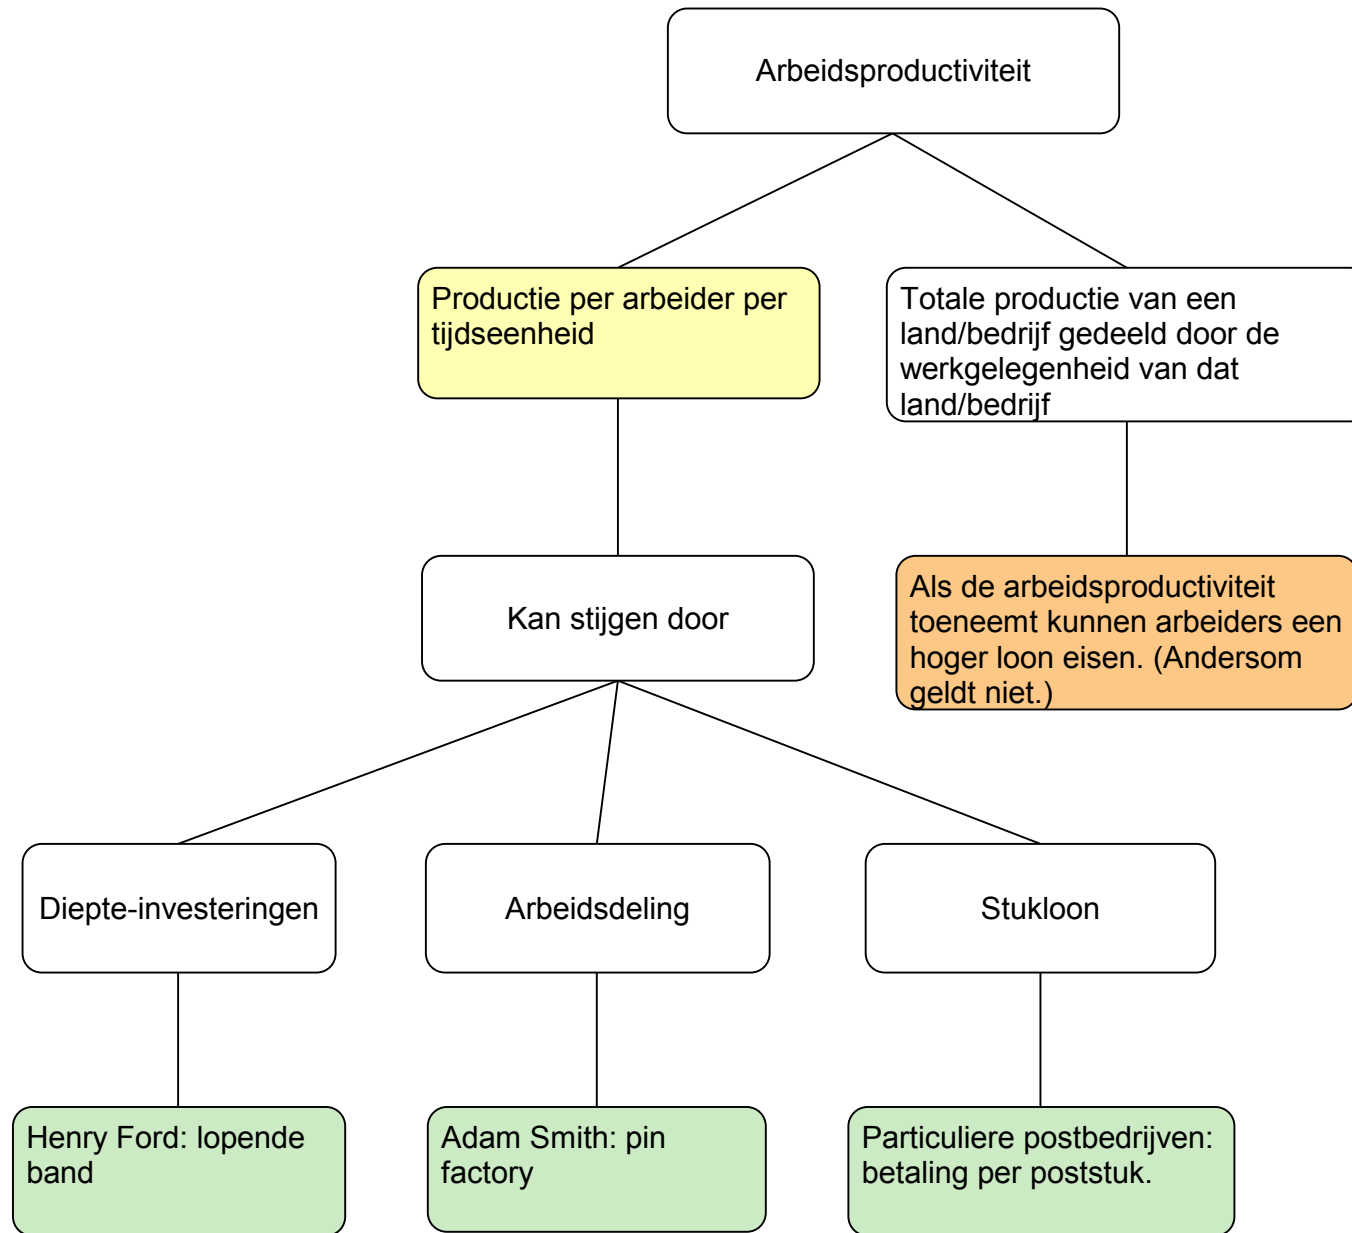 Arbeidsproductiviteit
Productie per arbeider per
tijdseenheid
Totale productie van een
land/bedrijf gedeeld door de
werkgelegenheid van dat
land/bedrijf
Kan stijgen door
Als de arbeidsproductiviteit
toeneemt kunnen arbeiders een
hoger loon eisen. (Andersom
geldt niet.)
Diepte-investeringen
Arbeidsdeling
Stukloon
Henry Ford: lopende
band
Adam Smith: pin
factory
Particuliere postbedrijven:
betaling per poststuk.